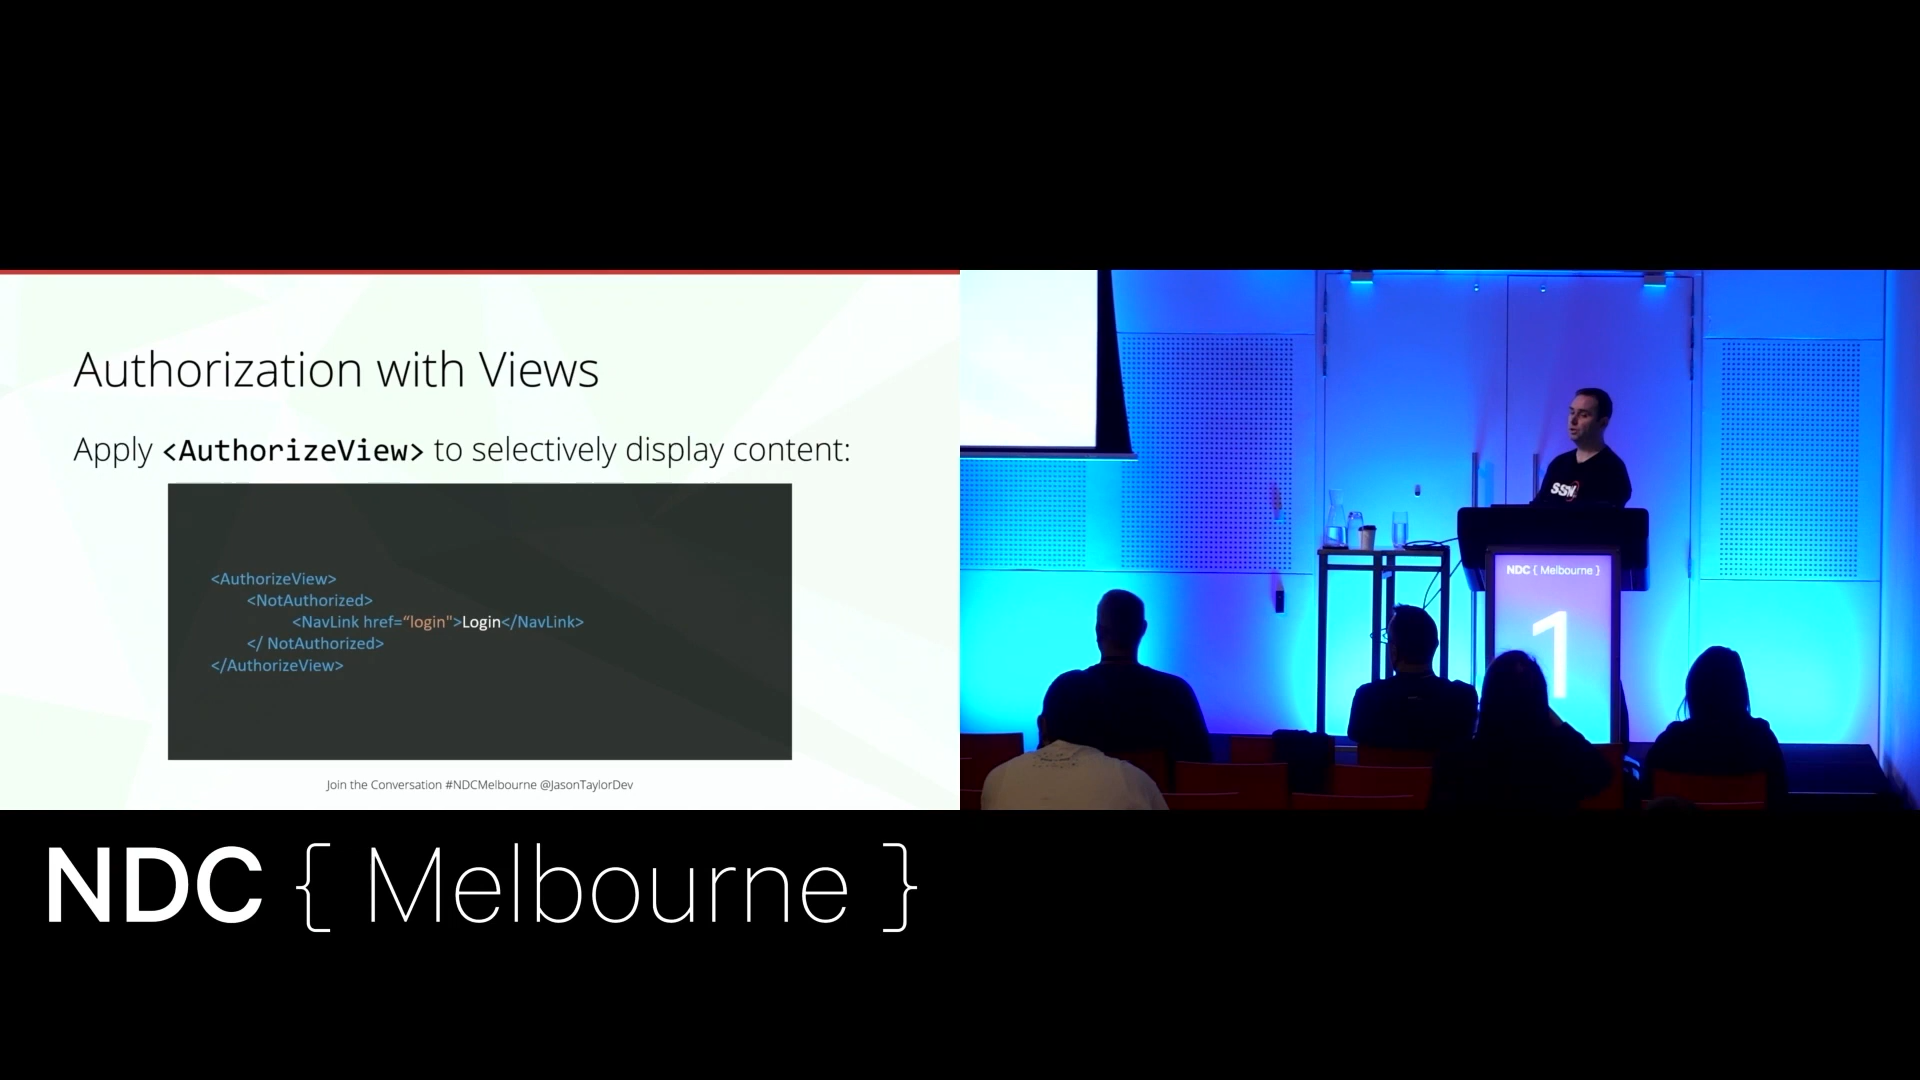 Authorization with Views
Apply <AuthorizeView> to selectively display content:
<AuthorizeView>
<NotAuthorized>
<NavLink href=“login">Login</NavLink>
</ NotAuthorized>
</AuthorizeView>
Join the Conversation #NDCMelbourne @JasonTaylorDev
SSW
NDC { Melbourne }
1
NDC { Melbourne }